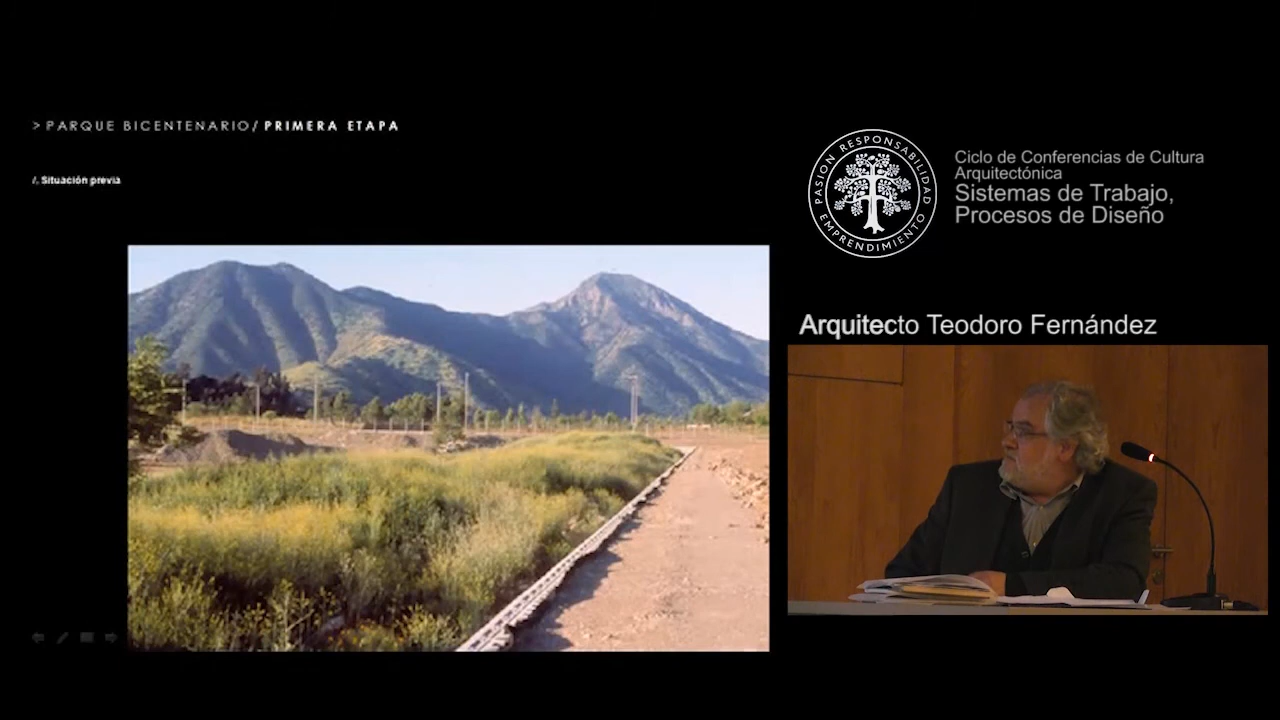 > PARQUE BICENTENARIO/ PRIMERA ETAPA
/. Situación previa
PASION RESPONSABILIDAD
EMPRENDIMIENTO
Ciclo de Conferencias de Cultura
Arquitectónica
Sistemas de Trabajo,
Procesos de Diseño
Arquitecto Teodoro Fernández